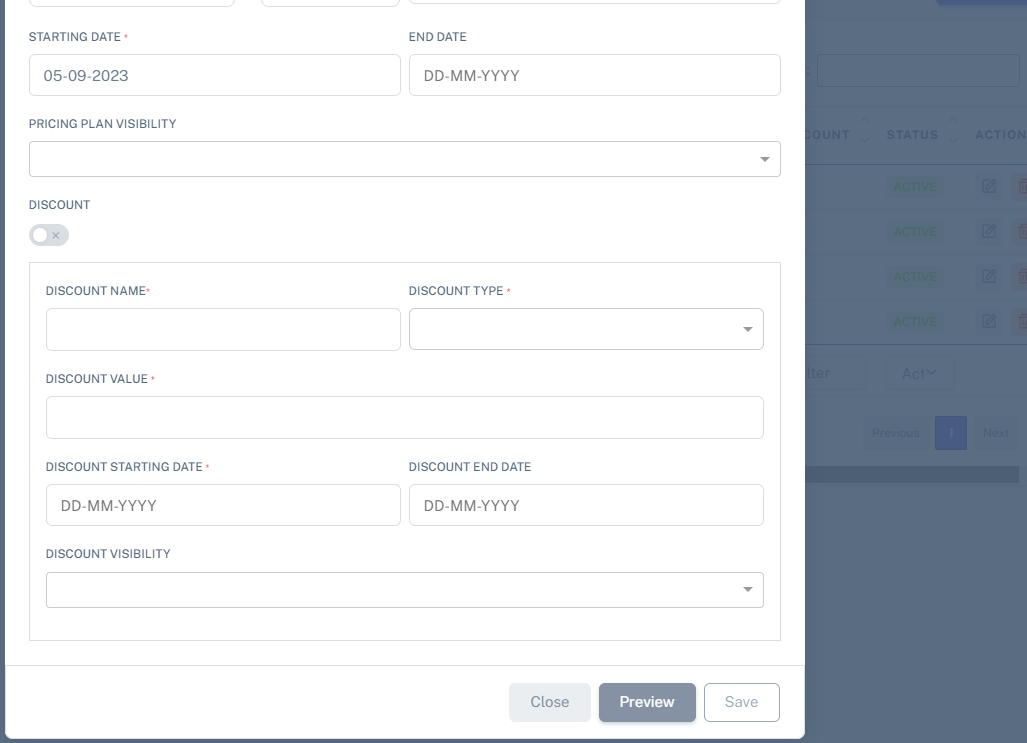 STARTING DATE *
END DATE
05-09-2023
DD-MM-YYYY
PRICING PLAN VISIBILITY
DISCOUNT
DISCOUNT NAME*
DISCOUNT TYPE *
DISCOUNT VALUE *
DISCOUNT STARTING DATE *
DISCOUNT END DATE
DD-MM-YYYY
DD-MM-YYYY
DISCOUNT VISIBILITY
Close
Preview
Save
STATUS
ACTION
ACTIVE
ACTIVE
ACTIVE
ACTIVE
Act
Previous
1
Next